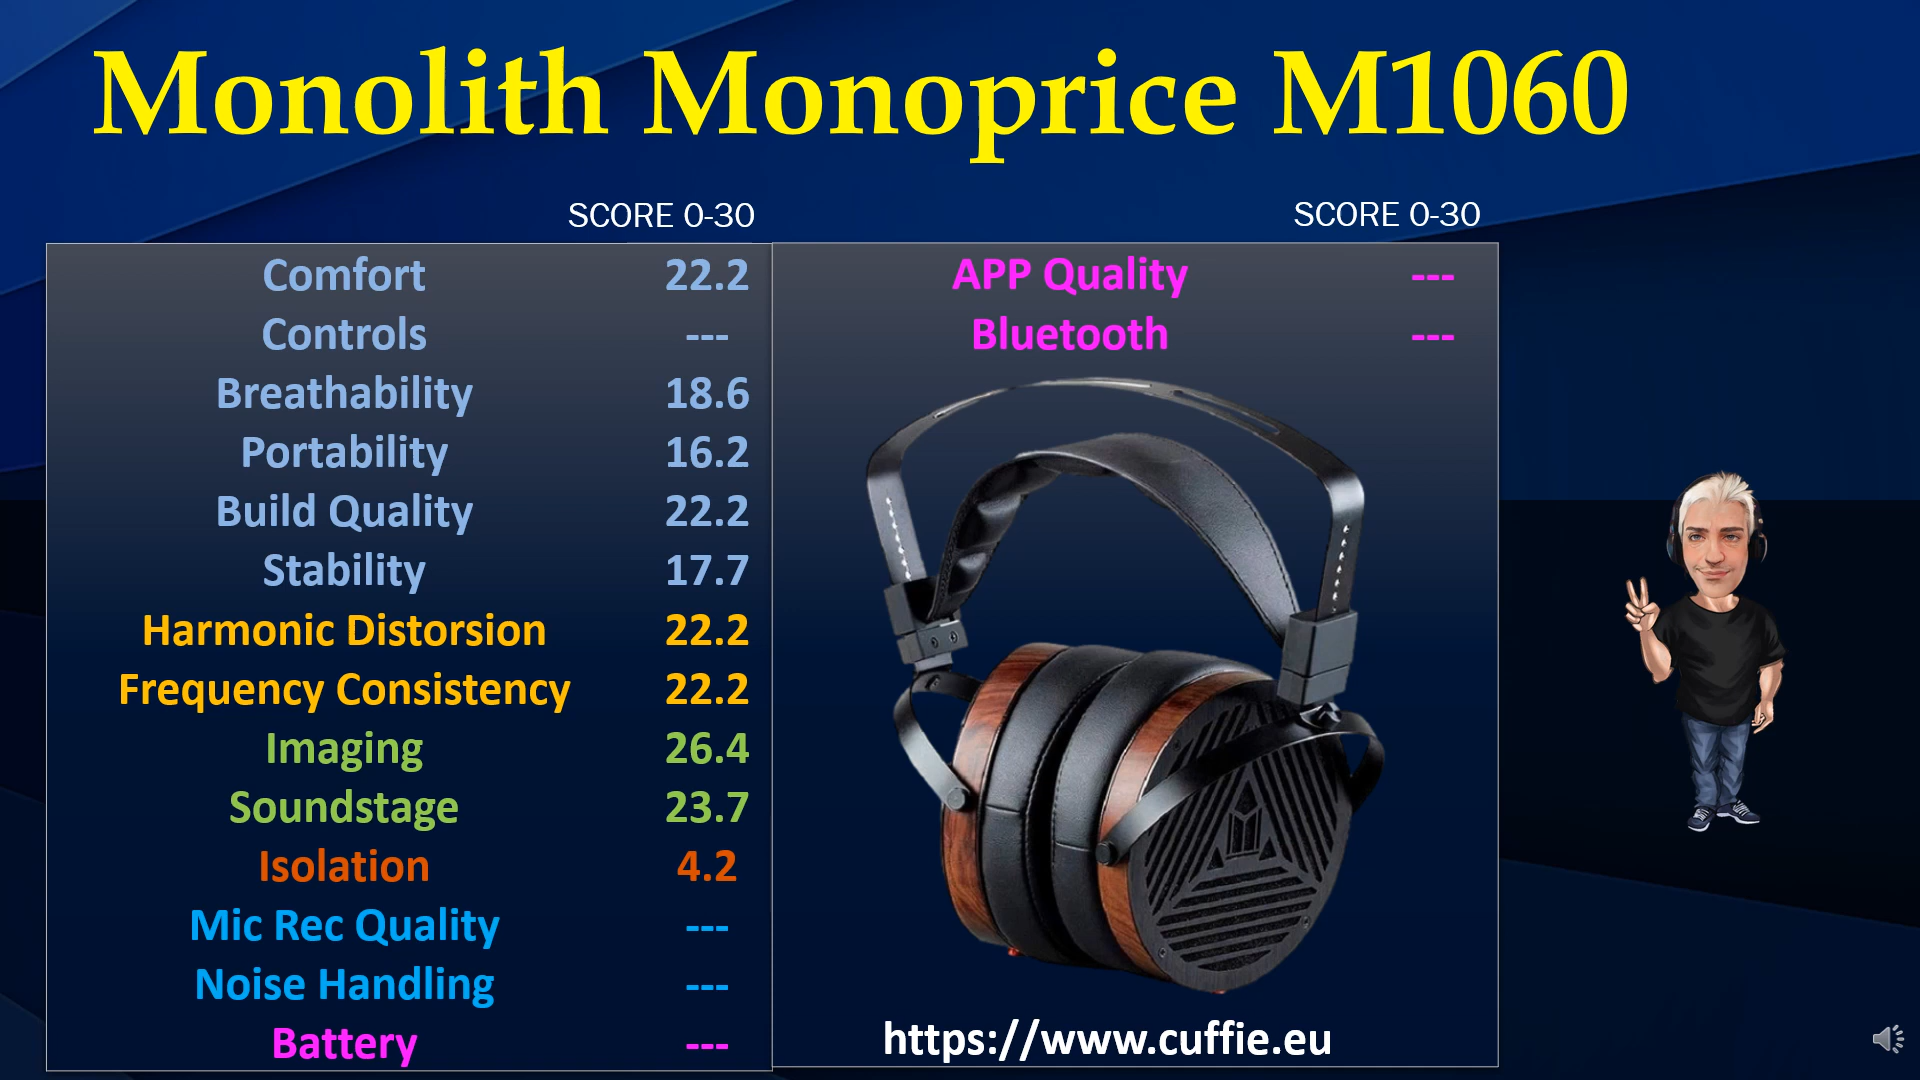 Monolith Monoprice M1060
SCORE 0-30
SCORE 0-30
Comfort 22.2
Controls ---
Breathability 18.6
Portability 16.2
Build Quality 22.2
Stability 17.7
Harmonic Distorsion 22.2
Frequency Consistency 22.2
Imaging 26.4
Soundstage 23.7
Isolation 4.2
Mic Rec Quality ---
Noise Handling ---
Battery ---
APP Quality ---
Bluetooth ---
https://www.cuffie.eu